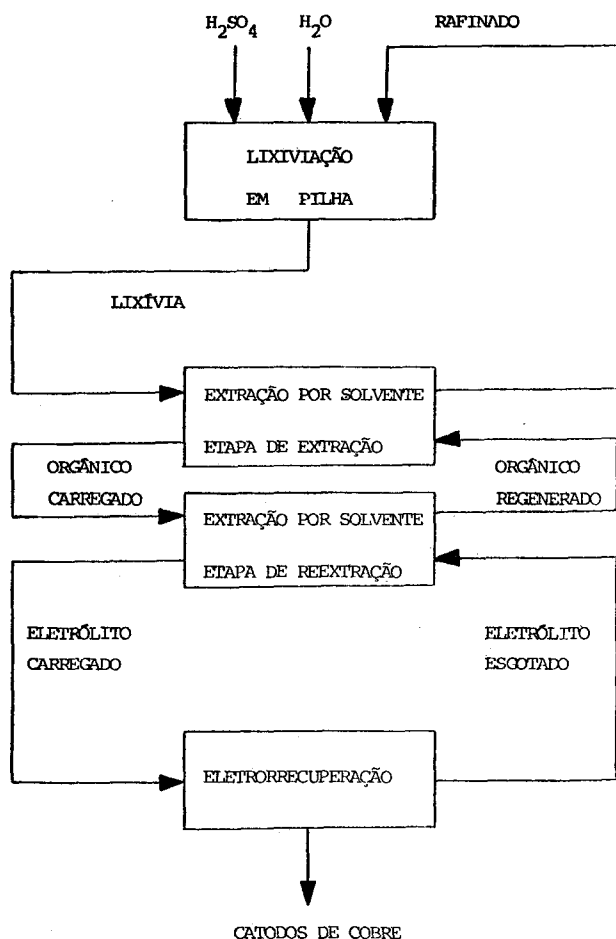 H₂SO₄ H₂O RAFINADO
LIXIVIAÇÃO
EM PILHA
LIXÍVIA
EXTRAÇÃO POR SOLVENTE
ETAPA DE EXTRAÇÃO
ORGÂNICO
CARREGADO
ORGÂNICO
REGENERADO
EXTRAÇÃO POR SOLVENTE
ETAPA DE REEXTRAÇÃO
ELETRÓLITO
CARREGADO
ELETRÓLITO
ESGOTADO
ELETRORRECUPERAÇÃO
CATODOS DE COBRE